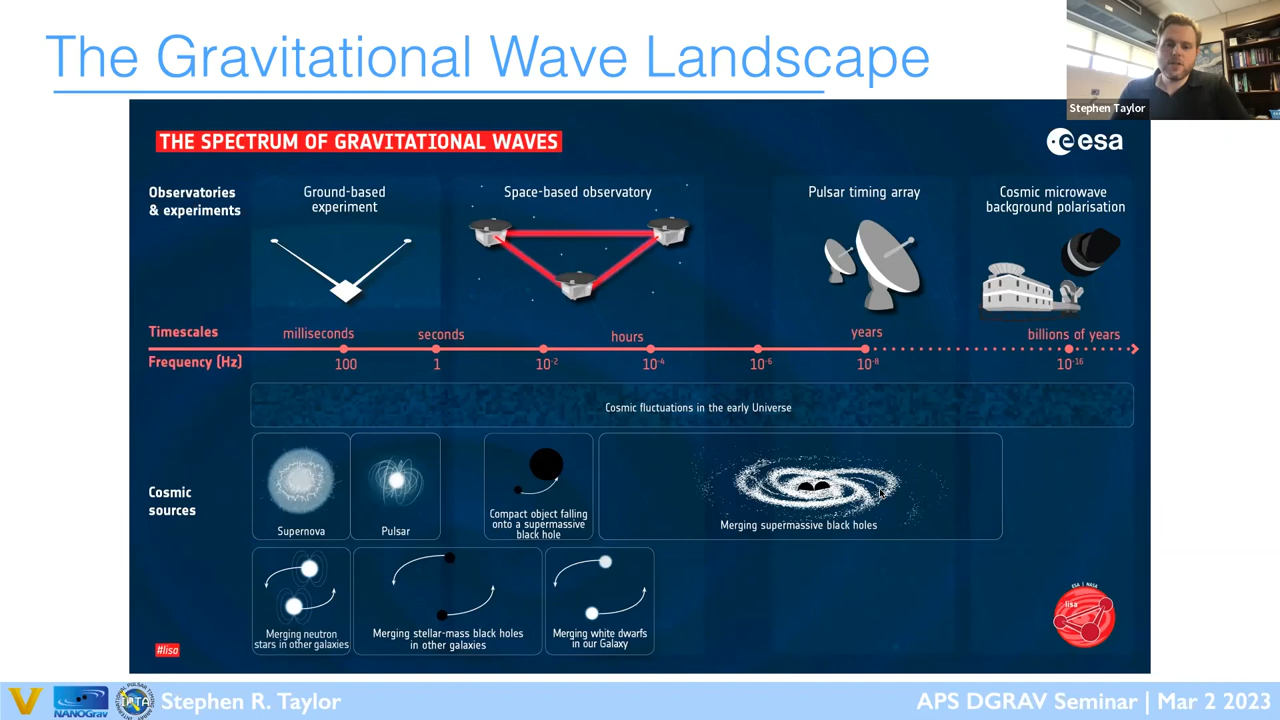 The Gravitational Wave Landscape
Stephen Taylor
THE SPECTRUM OF GRAVITATIONAL WAVES
esa
Observatories
& experiments
Ground-based
experiment
Space-based observatory
Pulsar timing array
Cosmic microwave
background polarisation
Timescales
milliseconds
seconds
hours
years
billions of years
Frequency (Hz)
100
1
10-2
10-4
10-6
10-8
10-16
Cosmic fluctuations in the early Universe
Cosmic
sources
Supernova
Pulsar
Compact object falling
onto a supermassive
black hole
Merging supermassive black holes
Merging neutron
stars in other galaxies
Merging stellar-mass black holes
in other galaxies
Merging white dwarfs
in our Galaxy
ESA | NASA
lisa
#lisa
V
NANOGrav
IPTA
Stephen R. Taylor
APS DGRAV Seminar | Mar 2 2023